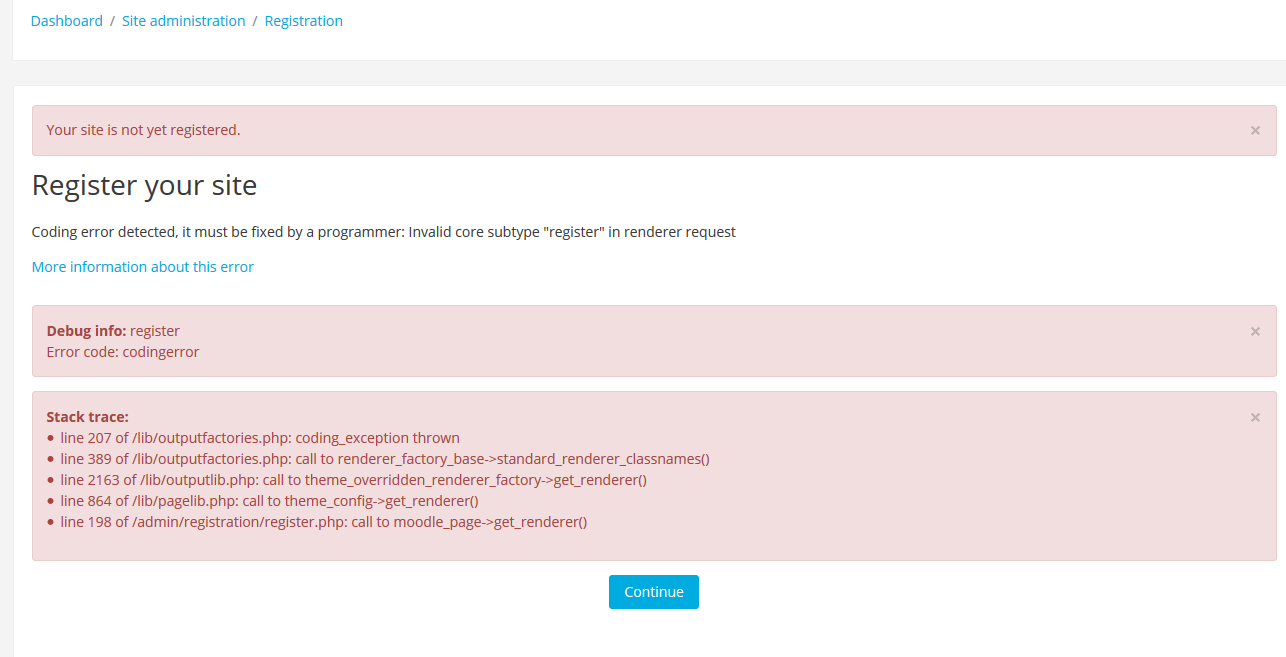 Dashboard / Site administration / Registration
Your site is not yet registered. ×
Register your site
Coding error detected, it must be fixed by a programmer: Invalid core subtype "register" in renderer request
More information about this error
Debug info: register ×
Error code: codingerror
Stack trace: ×
• line 207 of /lib/outputfactories.php: coding_exception thrown
• line 389 of /lib/outputfactories.php: call to renderer_factory_base->standard_renderer_classnames()
• line 2163 of /lib/outputlib.php: call to theme_overridden_renderer_factory->get_renderer()
• line 864 of /lib/pagelib.php: call to theme_config->get_renderer()
• line 198 of /admin/registration/register.php: call to moodle_page->get_renderer()
Continue